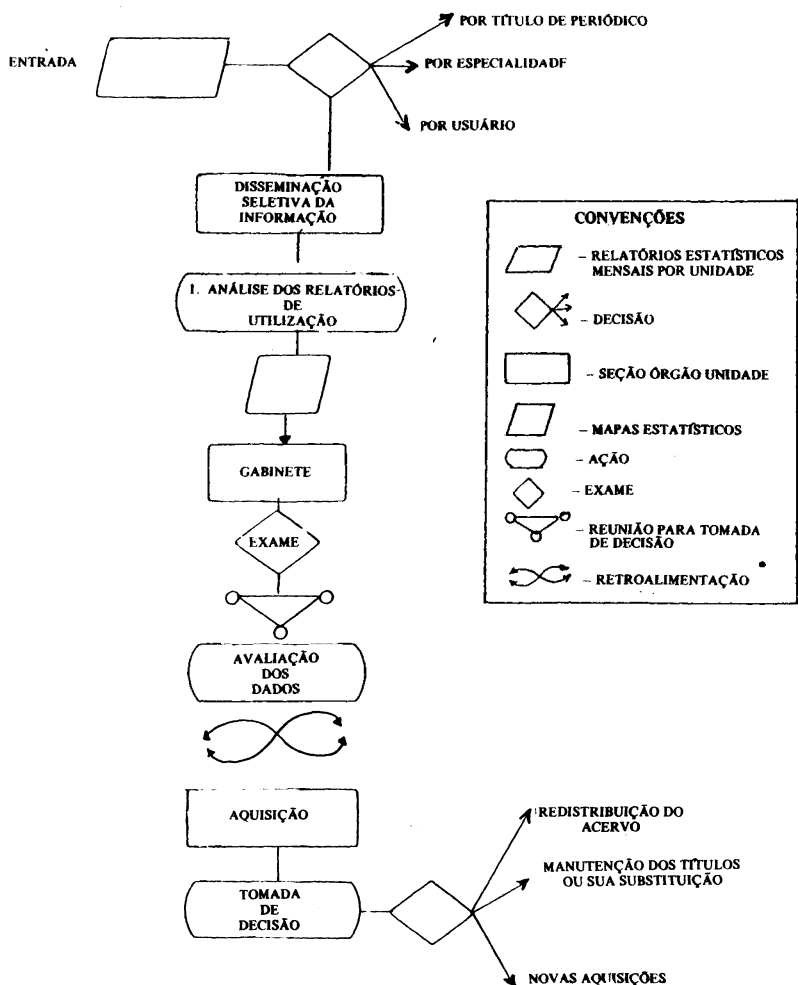 POR TÍTULO DE PERIÓDICO
ENTRADA
POR ESPECIALIDADF
POR USUÁRIO
DISSEMINAÇÃO
SELETIVA DA
INFORMAÇÃO
1. ANÁLISE DOS RELATÓRIOS
DE
UTILIZAÇÃO
GABINETE
EXAME
AVALIAÇÃO
DOS
DADOS
AQUISIÇÃO
TOMADA
DE
DECISÃO
REDISTRIBUIÇÃO DO
ACERVO
MANUTENÇÃO DOS TÍTULOS
OU SUA SUBSTITUIÇÃO
NOVAS AQUISIÇÕES
CONVENÇÕES
– RELATÓRIOS ESTATÍSTICOS
MENSAIS POR UNIDADE
– DECISÃO
– SEÇÃO ÓRGÃO UNIDADE
– MAPAS ESTATÍSTICOS
– AÇÃO
– EXAME
– REUNIÃO PARA TOMADA
DE DECISÃO
– RETROALIMENTAÇÃO